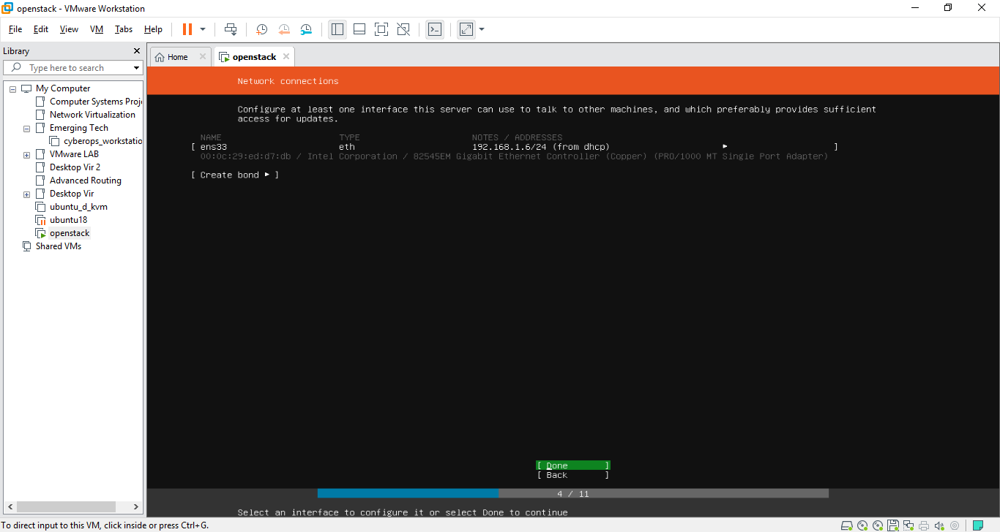 openstack - VMware Workstation
File Edit View VM Tabs Help
Library
Type here to search
My Computer
Computer Systems Proj
Network Virtualization
Emerging Tech
cyberops_workstatio
VMware LAB
Desktop Vir 2
Advanced Routing
Desktop Vir
ubuntu_d_kvm
ubuntu18
openstack
Shared VMs
Home openstack
Network connections
Configure at least one interface this server can use to talk to other machines, and which preferably provides sufficient
access for updates.
NAME TYPE NOTES / ADDRESSES
[ ens33 eth 192.168.1.6/24 (from dhcp) ▸ ]
00:0c:29:ed:d7:db / Intel Corporation / 82545EM Gigabit Ethernet Controller (Copper) (PRO/1000 MT Single Port Adapter)
[ Create bond ▸ ]
[ Done ]
[ Back ]
4 / 11
Select an interface to configure it or select Done to continue
To direct input to this VM, click inside or press Ctrl+G.